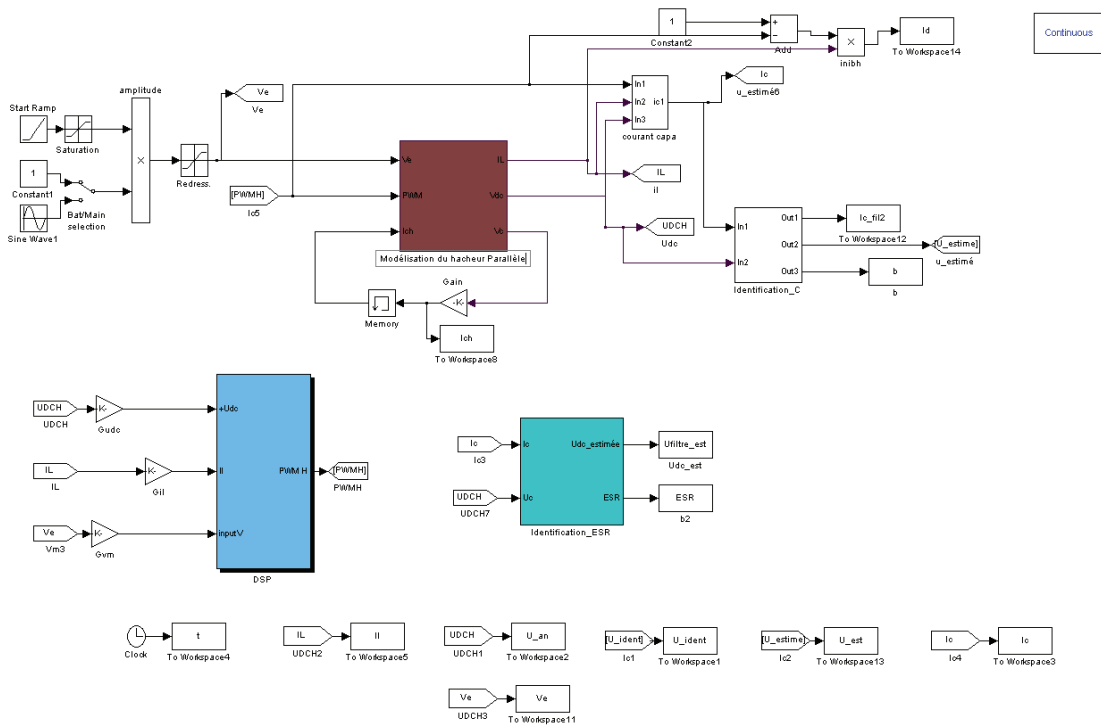 Continuous
1
Constant2
+
−
Add
×
inibh
Id
To Workspace14
Start Ramp
Saturation
amplitude
×
1
Constant1
Sine Wave1
Bat/Main
selection
Redress.
Ve
Ve
[PWMH]
Ic5
Ve
PWM
Ich
IL
Vdc
Vc
Modélisation du hacheur Parallèle
In1
In2
In3
ic1
courant capa
Ic
u_estimé6
IL
il
UDCH
Udc
In1
In2
Out1
Out2
Out3
Identification_C
Ic_fil2
To Workspace12
[U_estime]
u_estimé
b
b
Gain
-K-
Memory
Ich
To Workspace8
UDCH
UDCH
-K-
Gudc
IL
IL
-K-
Gil
Ve
Vm3
-K-
Gvm
+Udc
Il
inputV
PWM H
DSP
[PWMH]
PWMH
Ic
Ic3
UDCH
UDCH7
Ic
Uc
Udc_estimée
ESR
Identification_ESR
Ufiltre_est
Udc_est
ESR
b2
Clock
t
To Workspace4
IL
UDCH2
Il
To Workspace5
UDCH
UDCH1
U_an
To Workspace2
[U_ident]
Ic1
U_ident
To Workspace1
[U_estime]
Ic2
U_est
To Workspace13
Ic
Ic4
Ic
To Workspace3
Ve
UDCH3
Ve
To Workspace11